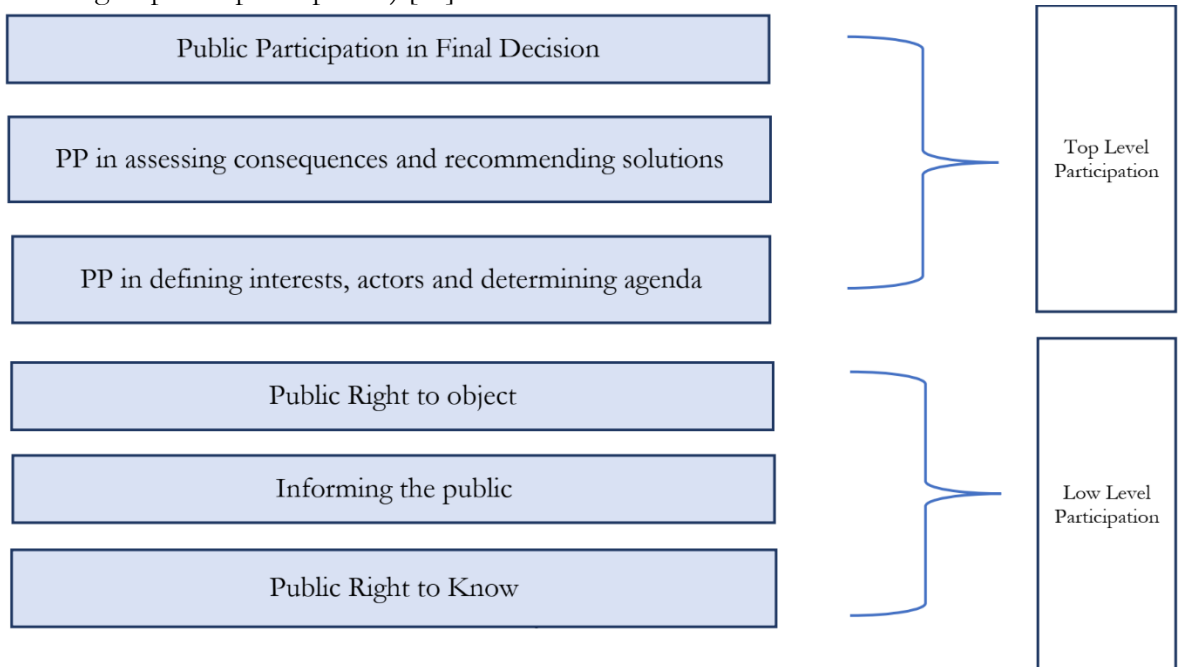 Public Participation in Final Decision
PP in assessing consequences and recommending solutions
PP in defining interests, actors and determining agenda
Top Level
Participation
Public Right to object
Informing the public
Public Right to Know
Low Level
Participation